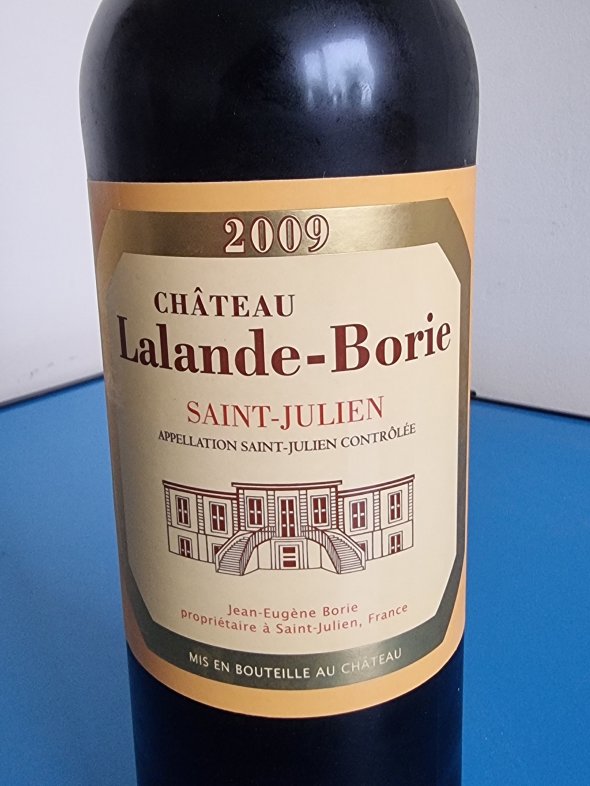 2009
CHÂTEAU
Lalande-Borie
SAINT-JULIEN
APPELLATION SAINT-JULIEN CONTRÔLÉE
Jean-Eugène Borie
propriétaire à Saint-Julien, France
MIS EN BOUTEILLE AU CHÂTEAU